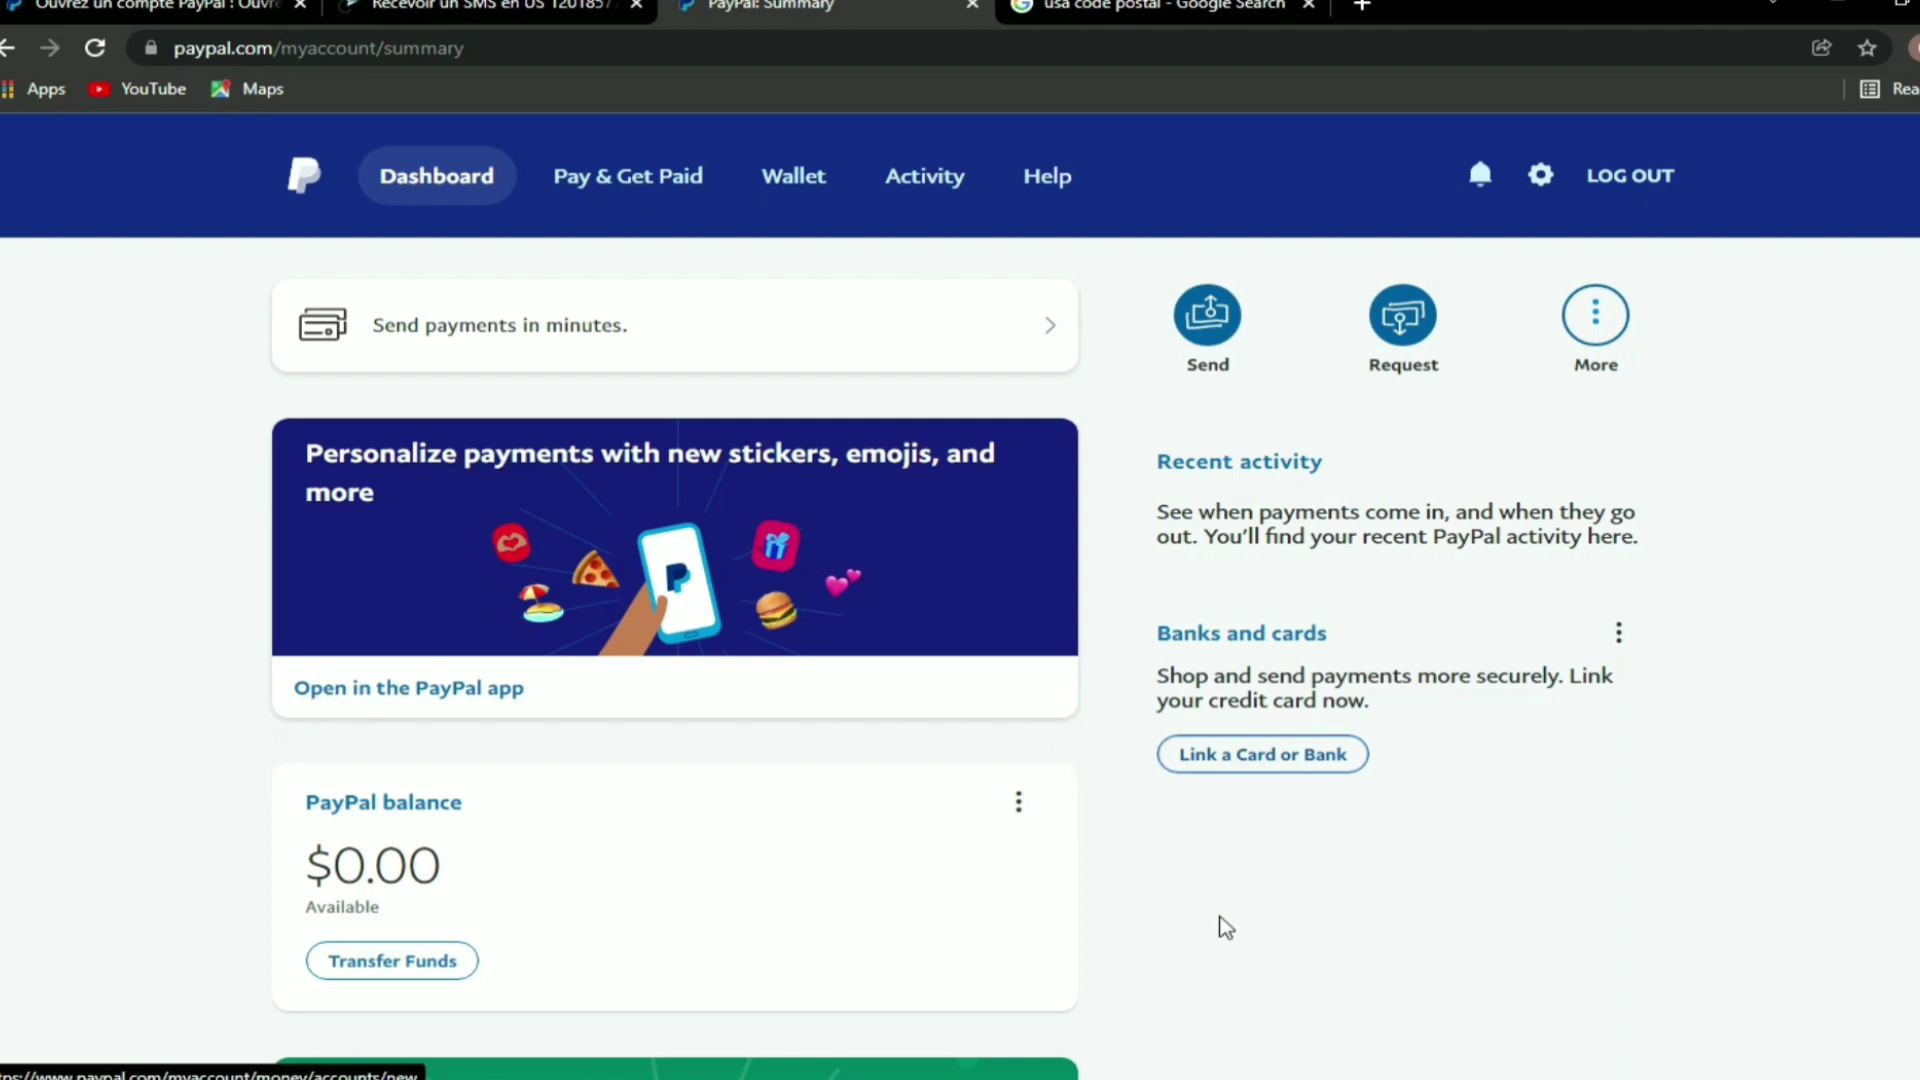 Ouvrez un compte PayPal : Ouvre
Recevoir un SMS en US 1201857
PayPal: Summary
usa code postal - Google Search
paypal.com/myaccount/summary
Apps
YouTube
Maps
Rea
Dashboard
Pay & Get Paid
Wallet
Activity
Help
LOG OUT
Send payments in minutes.
Send
Request
More
Personalize payments with new stickers, emojis, and
more
Open in the PayPal app
Recent activity
See when payments come in, and when they go
out. You'll find your recent PayPal activity here.
Banks and cards
Shop and send payments more securely. Link
your credit card now.
Link a Card or Bank
PayPal balance
$0.00
Available
Transfer Funds
tps://www.paypal.com/myaccount/money/accounts/new